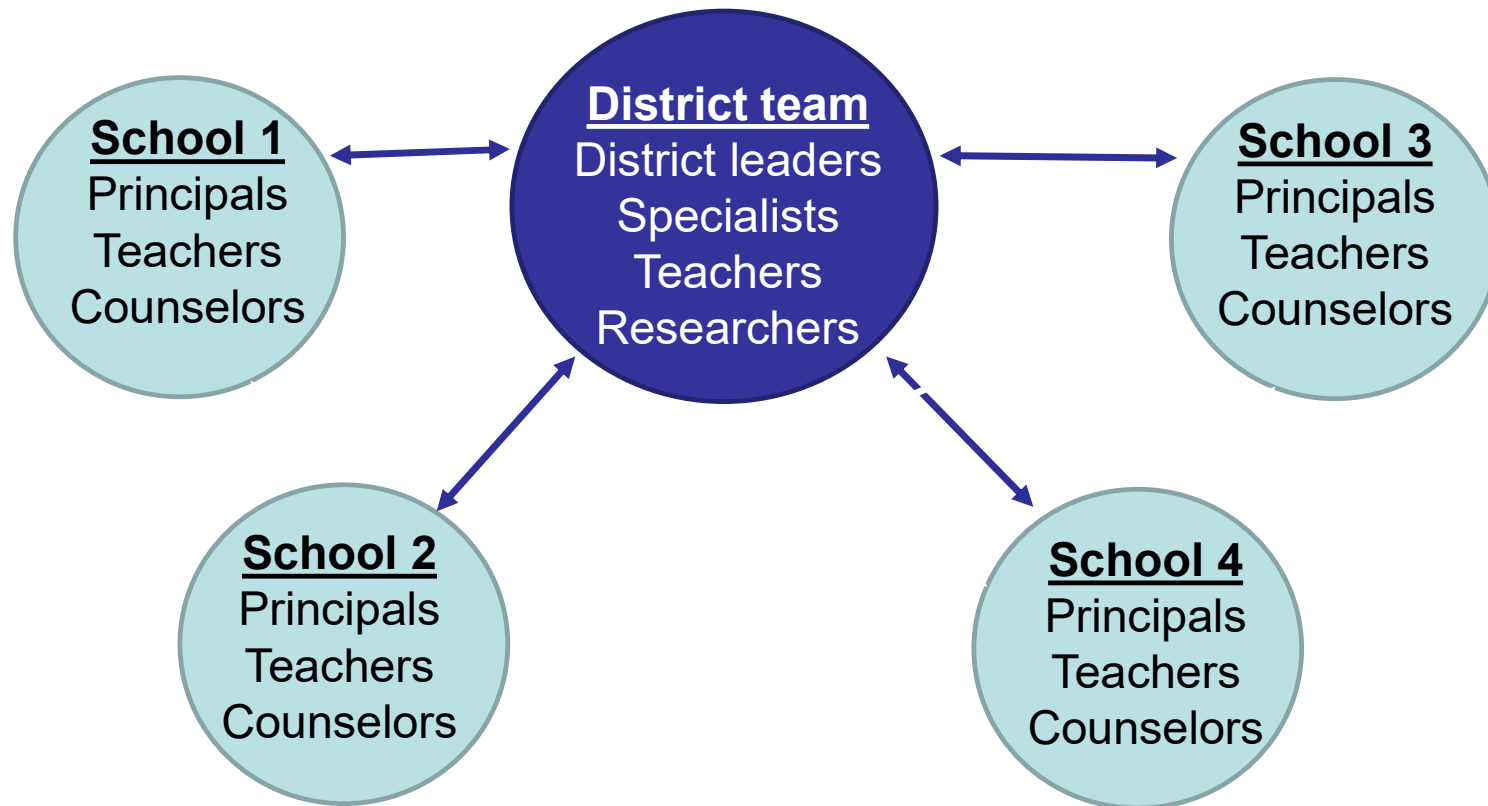 School 1
Principals
Teachers
Counselors
District team
District leaders
Specialists
Teachers
Researchers
School 3
Principals
Teachers
Counselors
School 2
Principals
Teachers
Counselors
School 4
Principals
Teachers
Counselors